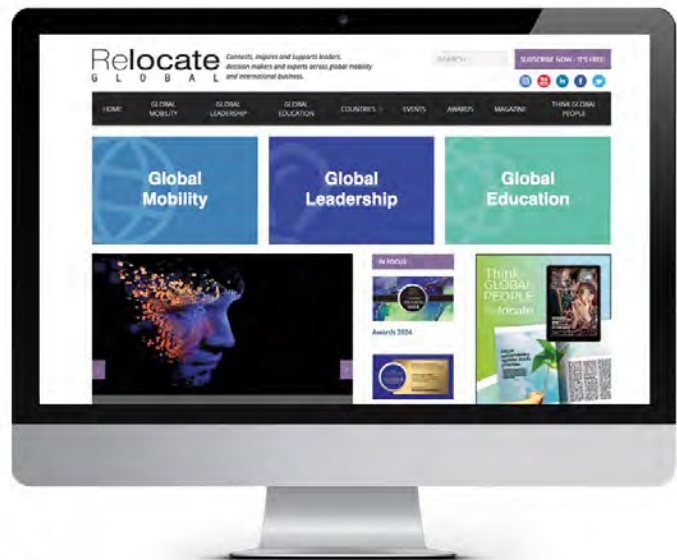 Relocate
GLOBAL
Connects, inspires and supports leaders,
decision makers and experts across global mobility
and international business.
SEARCH
SUBSCRIBE NOW - IT'S FREE!
HOME
GLOBAL
MOBILITY
GLOBAL
LEADERSHIP
GLOBAL
EDUCATION
COUNTRIES
EVENTS
AWARDS
MAGAZINE
THINK GLOBAL
PEOPLE
Global
Mobility
Global
Leadership
Global
Education
IN FOCUS
Awards 2024
Think
GLOBAL
PEOPLE
Relocate